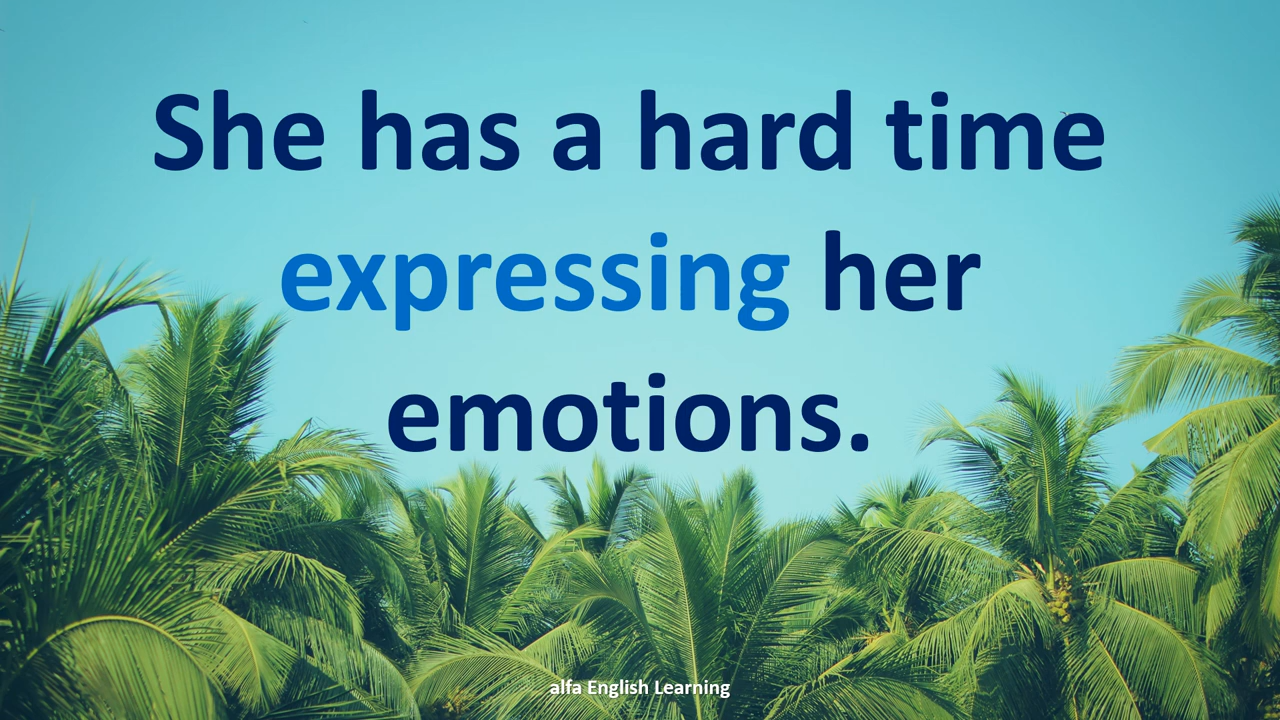 She has a hard time
expressing her
emotions.
alfa English Learning